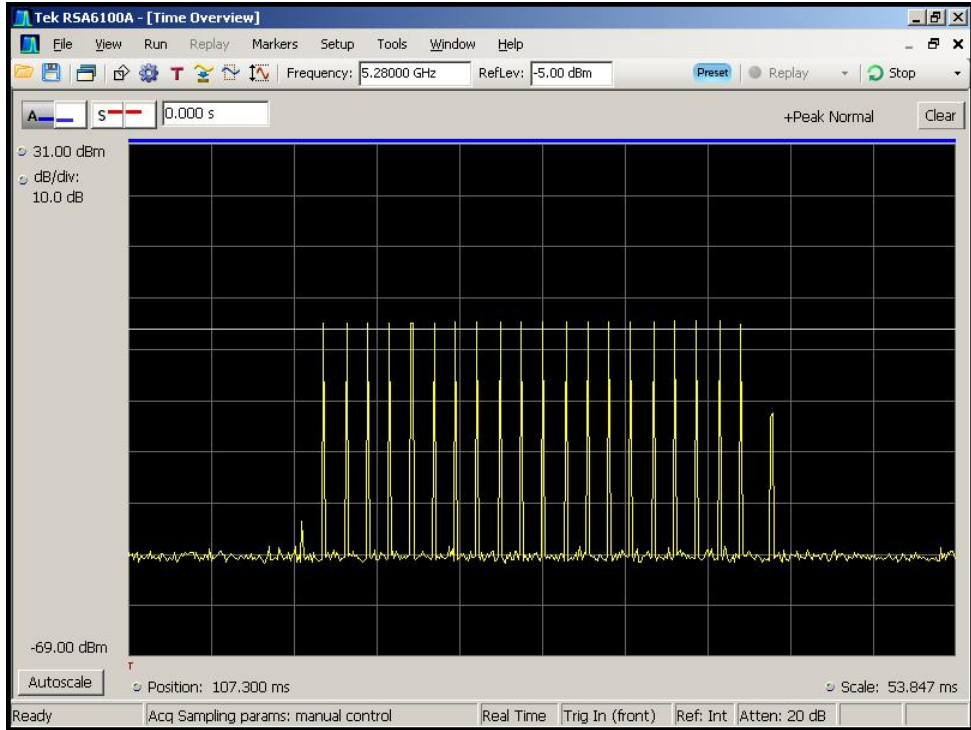 Tek RSA6100A - [Time Overview]
File View Run Replay Markers Setup Tools Window Help
T Frequency: 5.28000 GHz RefLev: -5.00 dBm Preset Replay Stop
A S 0.000 s +Peak Normal Clear
31.00 dBm
dB/div:
10.0 dB
-69.00 dBm
T
Autoscale Position: 107.300 ms Scale: 53.847 ms
Ready Acq Sampling params: manual control Real Time Trig In (front) Ref: Int Atten: 20 dB